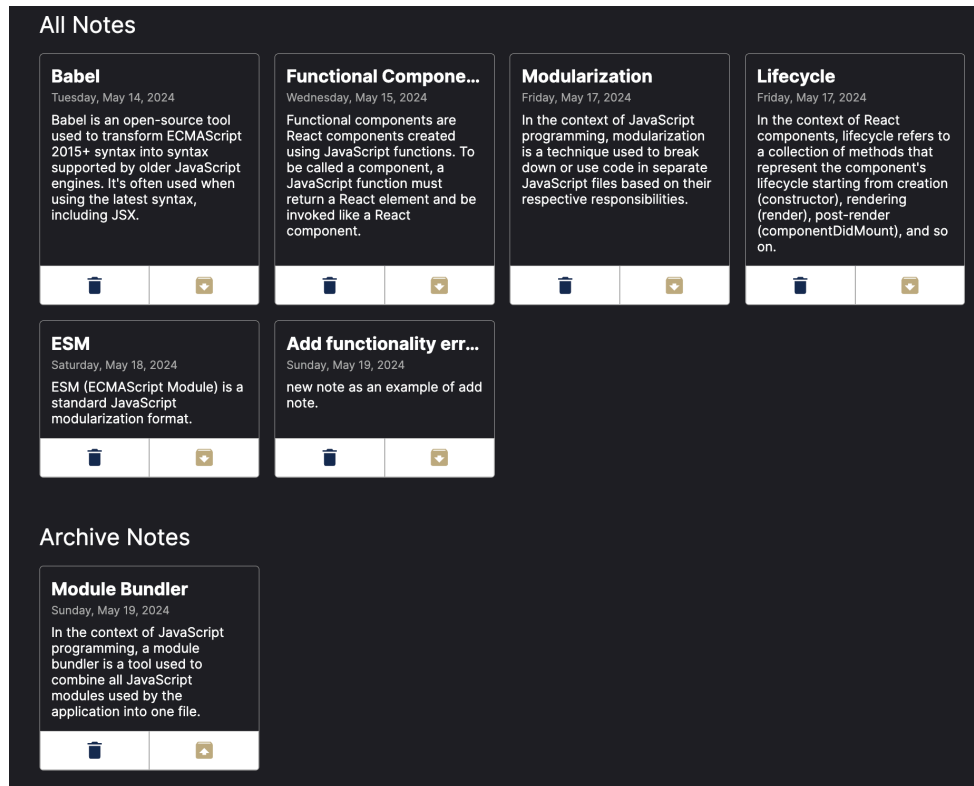 All Notes
Babel
Tuesday, May 14, 2024
Babel is an open-source tool
used to transform ECMAScript
2015+ syntax into syntax
supported by older JavaScript
engines. It's often used when
using the latest syntax,
including JSX.
Functional Compone...
Wednesday, May 15, 2024
Functional components are
React components created
using JavaScript functions. To
be called a component, a
JavaScript function must
return a React element and be
invoked like a React
component.
Modularization
Friday, May 17, 2024
In the context of JavaScript
programming, modularization
is a technique used to break
down or use code in separate
JavaScript files based on their
respective responsibilities.
Lifecycle
Friday, May 17, 2024
In the context of React
components, lifecycle refers to
a collection of methods that
represent the component's
lifecycle starting from creation
(constructor), rendering
(render), post-render
(componentDidMount), and so
on.
ESM
Saturday, May 18, 2024
ESM (ECMAScript Module) is a
standard JavaScript
modularization format.
Add functionality err...
Sunday, May 19, 2024
new note as an example of add
note.
Archive Notes
Module Bundler
Sunday, May 19, 2024
In the context of JavaScript
programming, a module
bundler is a tool used to
combine all JavaScript
modules used by the
application into one file.